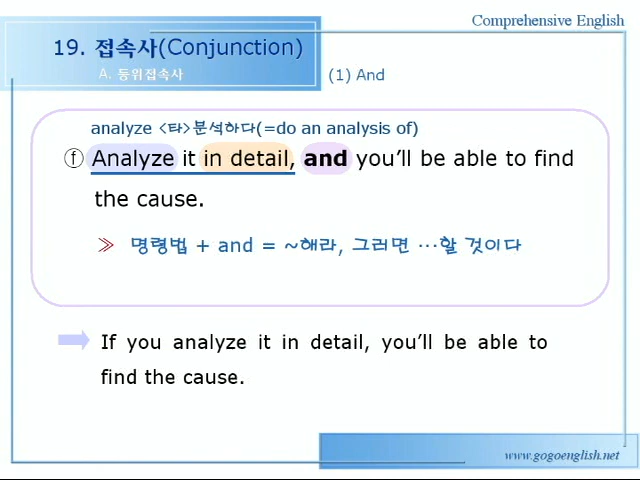 Comprehensive English
19. 접속사(Conjunction)
A. 등위접속사
(1) And
analyze <타>분석하다(=do an analysis of)
ⓕ Analyze it in detail, and you’ll be able to find
the cause.
≫ 명령법 + and = ~해라, 그러면 …할 것이다
If you analyze it in detail, you’ll be able to
find the cause.
www.gogoenglish.net